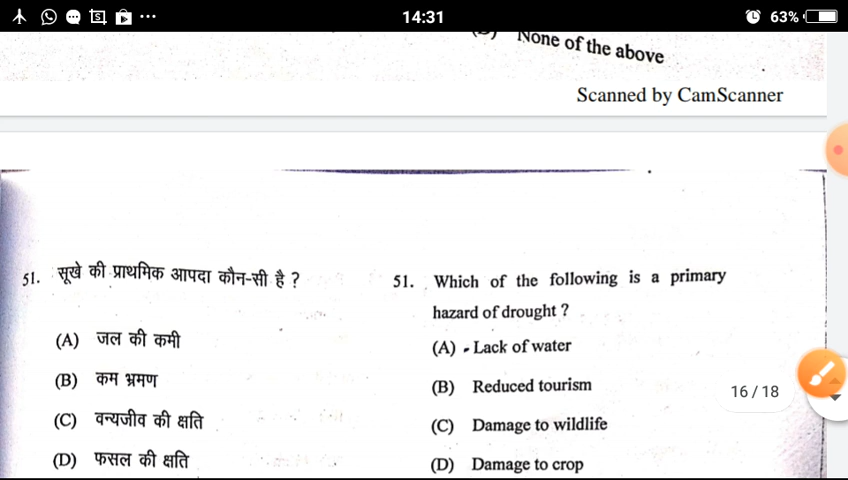 14:31
63%
(D) None of the above
Scanned by CamScanner
51. सूखे की प्राथमिक आपदा कौन-सी है ?
(A) जल की कमी
(B) कम भ्रमण
(C) वन्यजीव की क्षति
(D) फसल की क्षति
51. Which of the following is a primary
hazard of drought ?
(A) Lack of water
(B) Reduced tourism
(C) Damage to wildlife
(D) Damage to crop
16 / 18